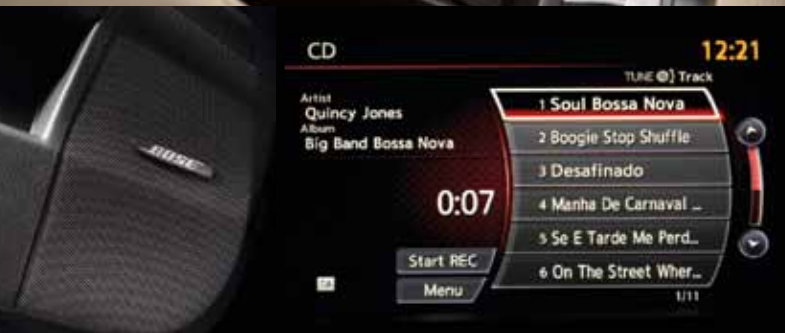 BOSE
CD
12:21
TUNE Track
Artist
Quincy Jones
Album
Big Band Bossa Nova
0:07
1 Soul Bossa Nova
2 Boogie Stop Shuffle
3 Desafinado
4 Manha De Carnaval ...
5 Se E Tarde Me Perd...
6 On The Street Wher...
Start REC
Menu
1/11